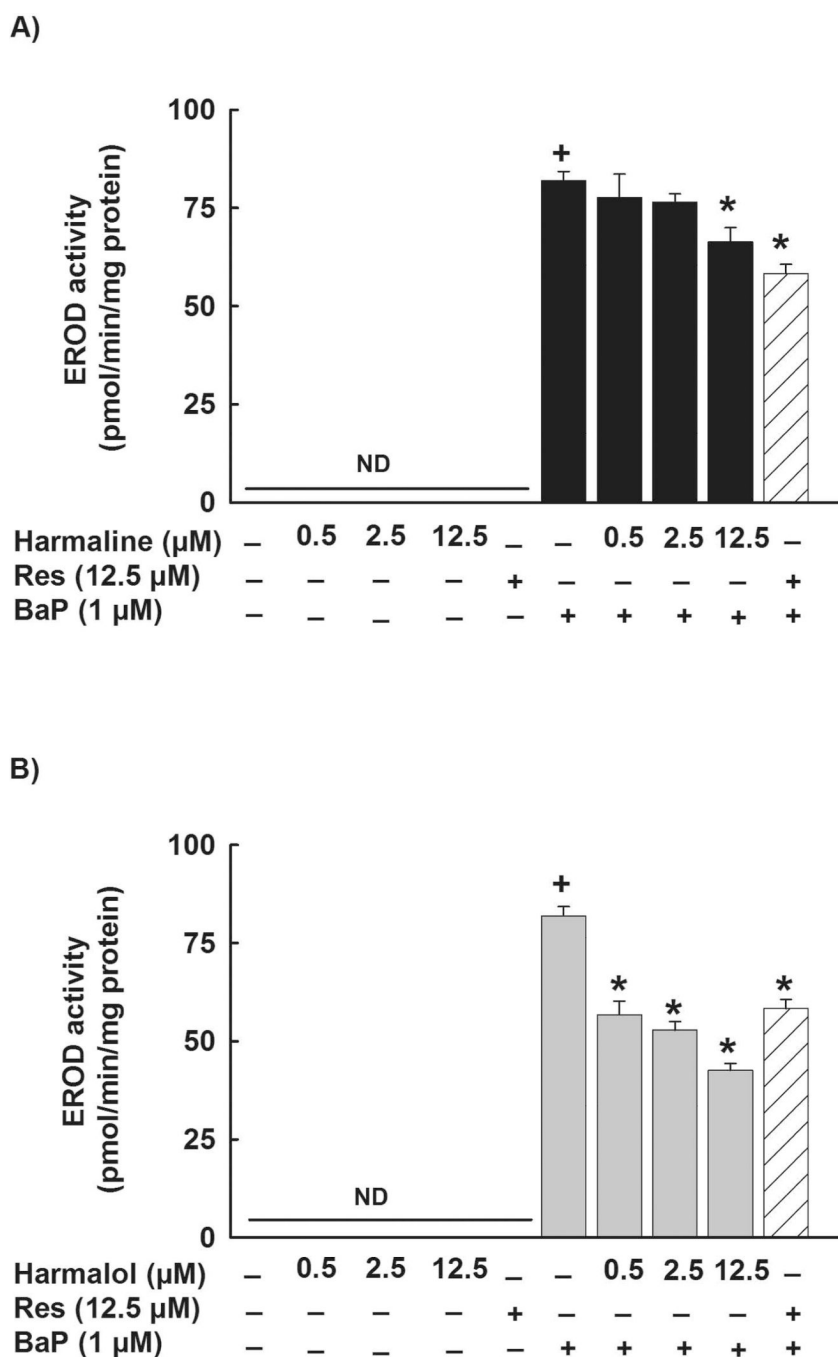 A)
EROD activity
(pmol/min/mg protein)
100
75
50
25
0
ND
+
*
*
Harmaline (µM) – 0.5 2.5 12.5 – – 0.5 2.5 12.5 –
Res (12.5 µM) – – – – + – – – – +
BaP (1 µM) – – – – – + + + + +
B)
EROD activity
(pmol/min/mg protein)
100
75
50
25
0
ND
+
*
*
*
*
Harmalol (µM) – 0.5 2.5 12.5 – – 0.5 2.5 12.5 –
Res (12.5 µM) – – – – + – – – – +
BaP (1 µM) – – – – – + + + + +